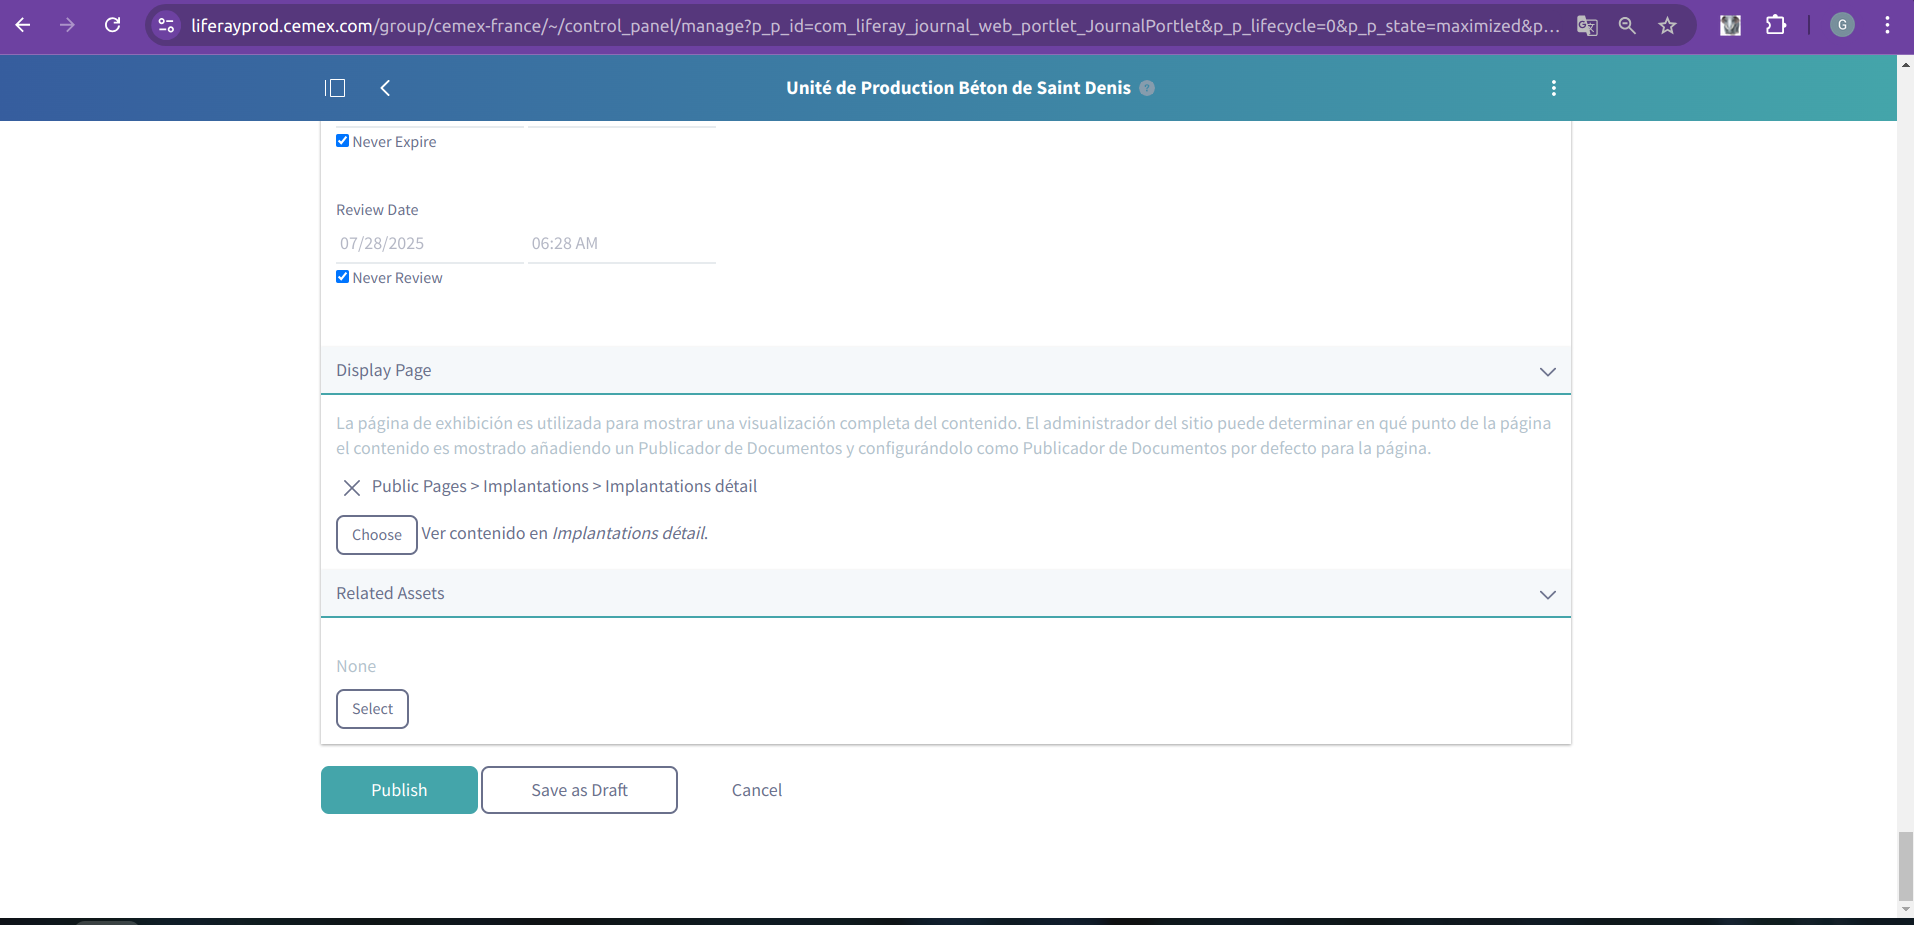 liferayprod.cemex.com/group/cemex-france/~/control_panel/manage?p_p_id=com_liferay_journal_web_portlet_JournalPortlet&p_p_lifecycle=0&p_p_state=maximized&p...
G
Unité de Production Béton de Saint Denis ?
Never Expire
Review Date
07/28/2025 06:28 AM
Never Review
Display Page
La página de exhibición es utilizada para mostrar una visualización completa del contenido. El administrador del sitio puede determinar en qué punto de la página
el contenido es mostrado añadiendo un Publicador de Documentos y configurándolo como Publicador de Documentos por defecto para la página.
Public Pages > Implantations > Implantations détail
Choose Ver contenido en Implantations détail.
Related Assets
None
Select
Publish Save as Draft Cancel